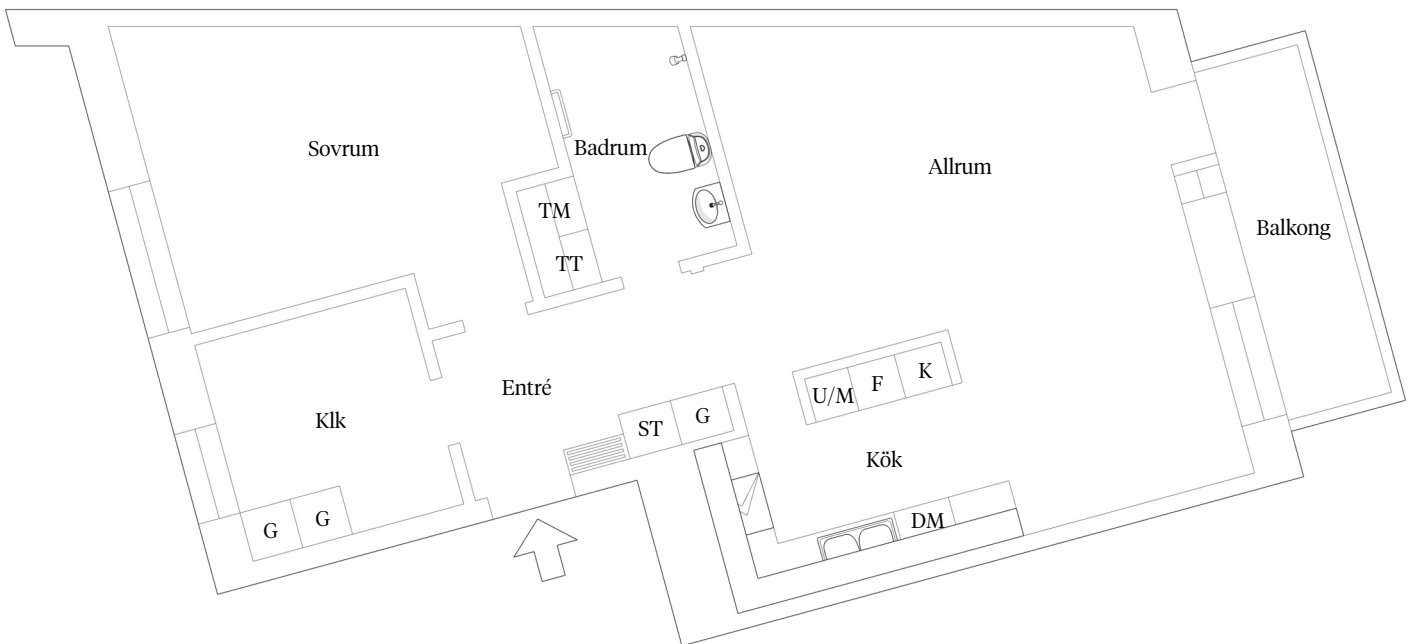 Sovrum
Badrum
Allrum
TM
TT
Balkong
Entré
Klk
U/M
F
K
ST
G
Kök
G
G
DM